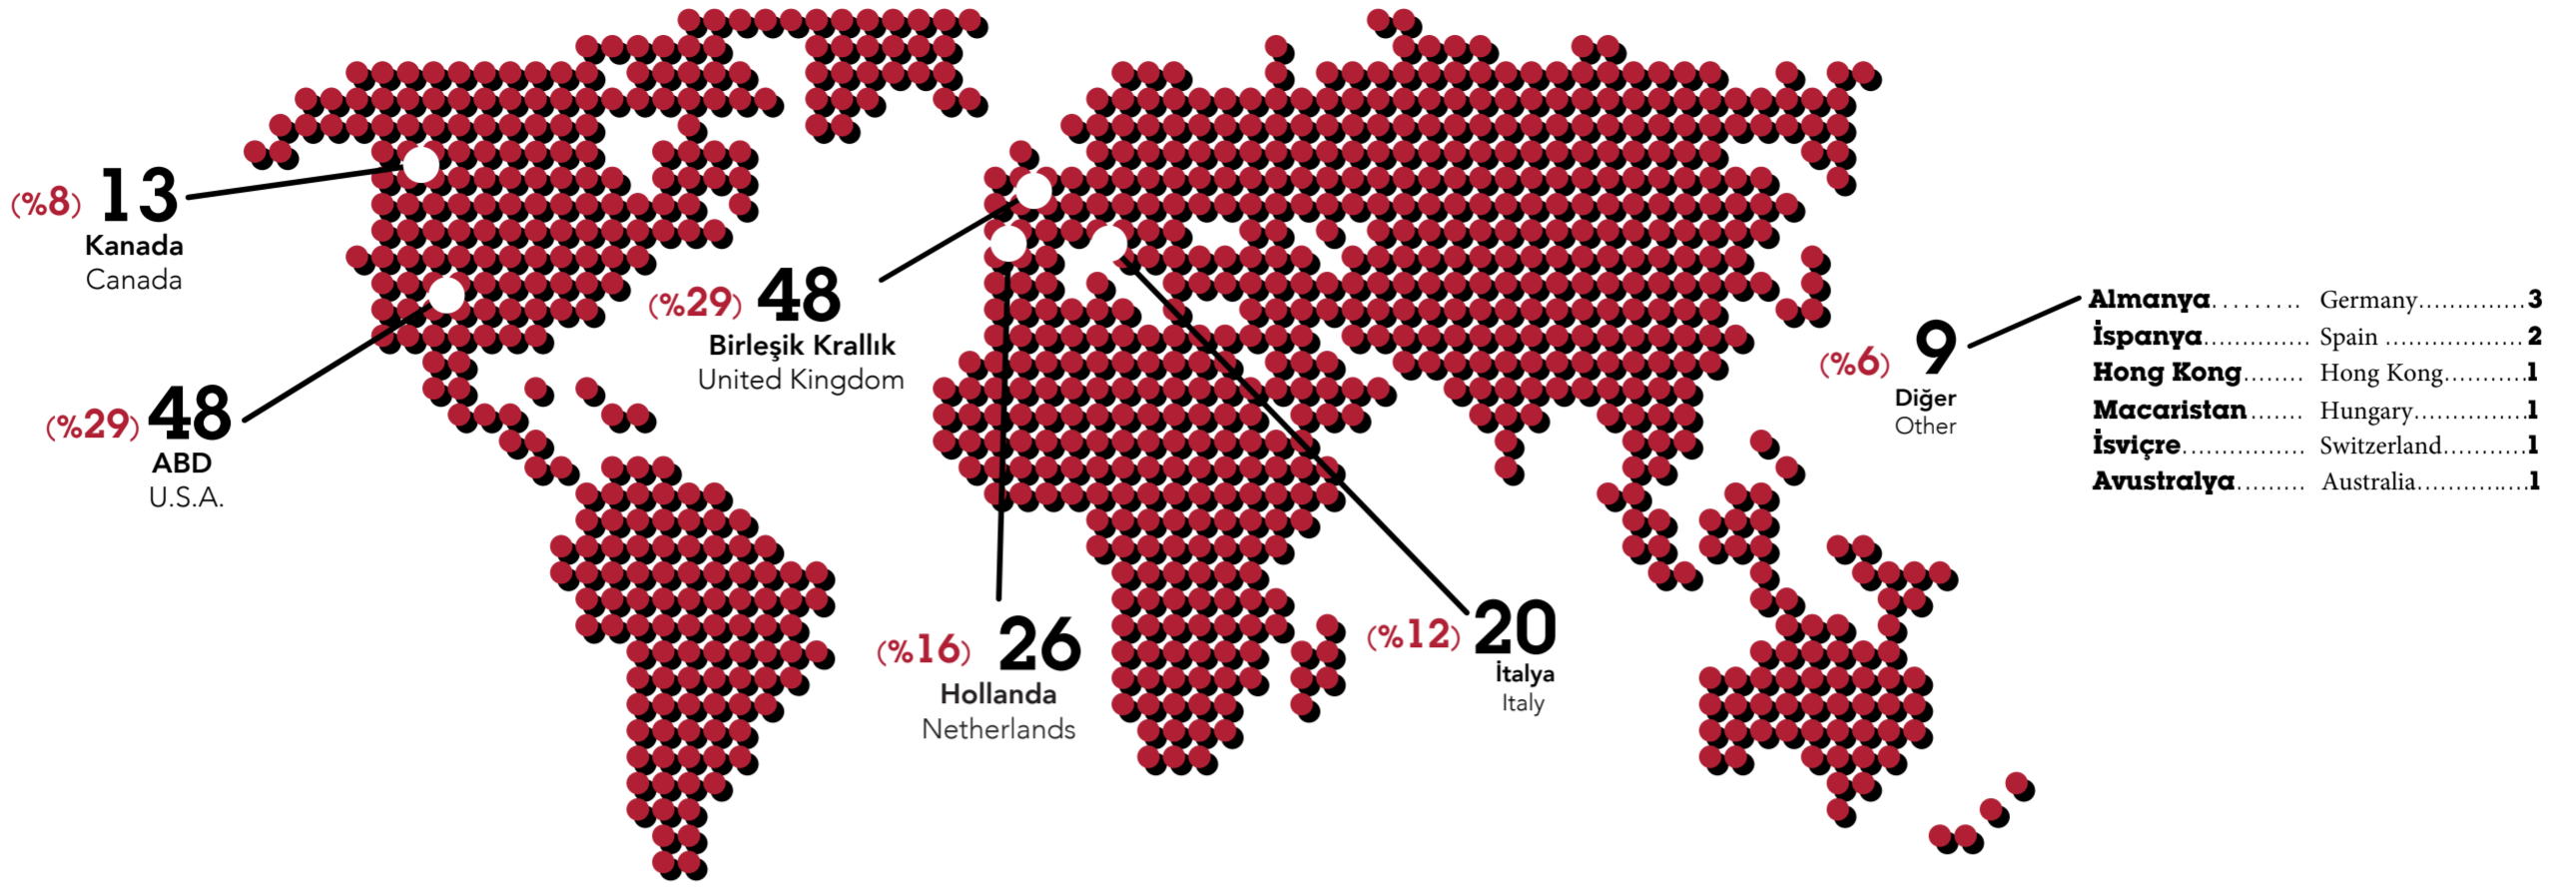 (%8) 13
Kanada
Canada
(%29) 48
ABD
U.S.A.
(%29) 48
Birleşik Krallık
United Kingdom
(%16) 26
Hollanda
Netherlands
(%12) 20
İtalya
Italy
(%6) 9
Diğer
Other
Almanya........ Germany..............3
İspanya.............. Spain ..................2
Hong Kong........ Hong Kong...........1
Macaristan....... Hungary...............1
İsviçre................ Switzerland...........1
Avustralya......... Australia...............1